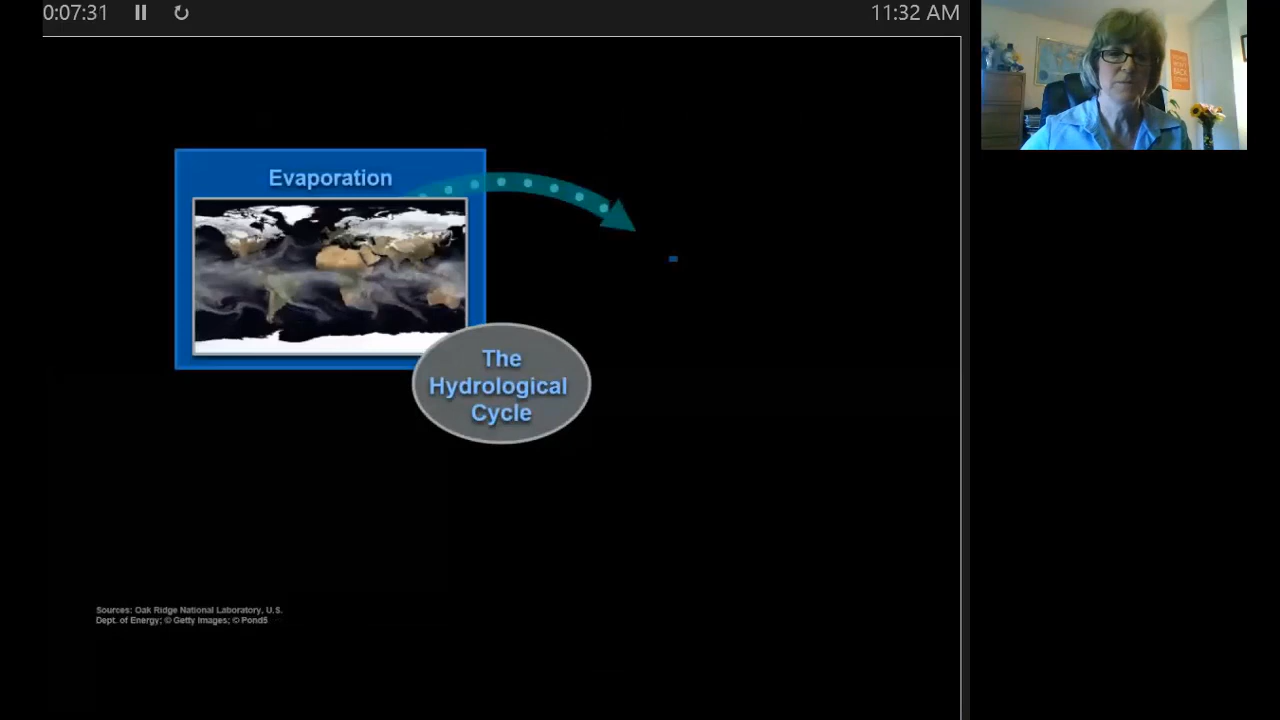 0:07:31
11:32 AM
Evaporation
The
Hydrological
Cycle
Sources: Oak Ridge National Laboratory, U.S.
Dept. of Energy; © Getty Images; © Pond5